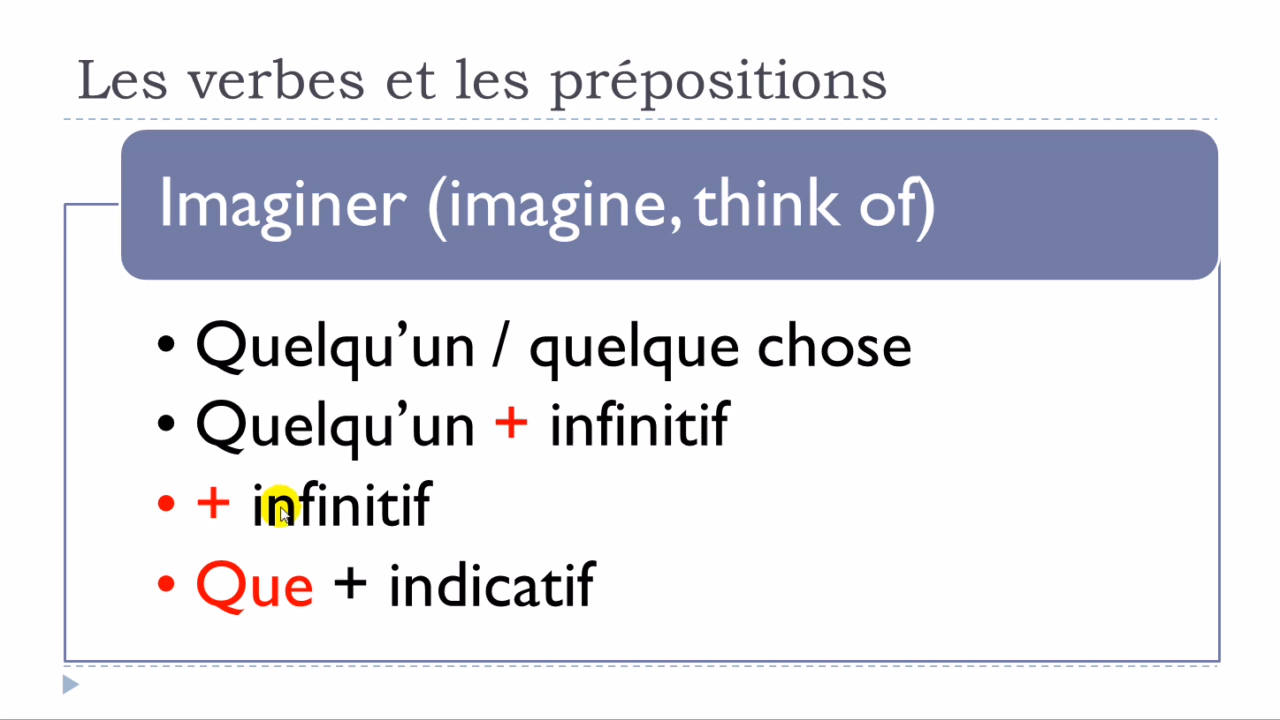 Les verbes et les prépositions
Imaginer (imagine, think of)
• Quelqu’un / quelque chose
• Quelqu’un + infinitif
• + infinitif
• Que + indicatif